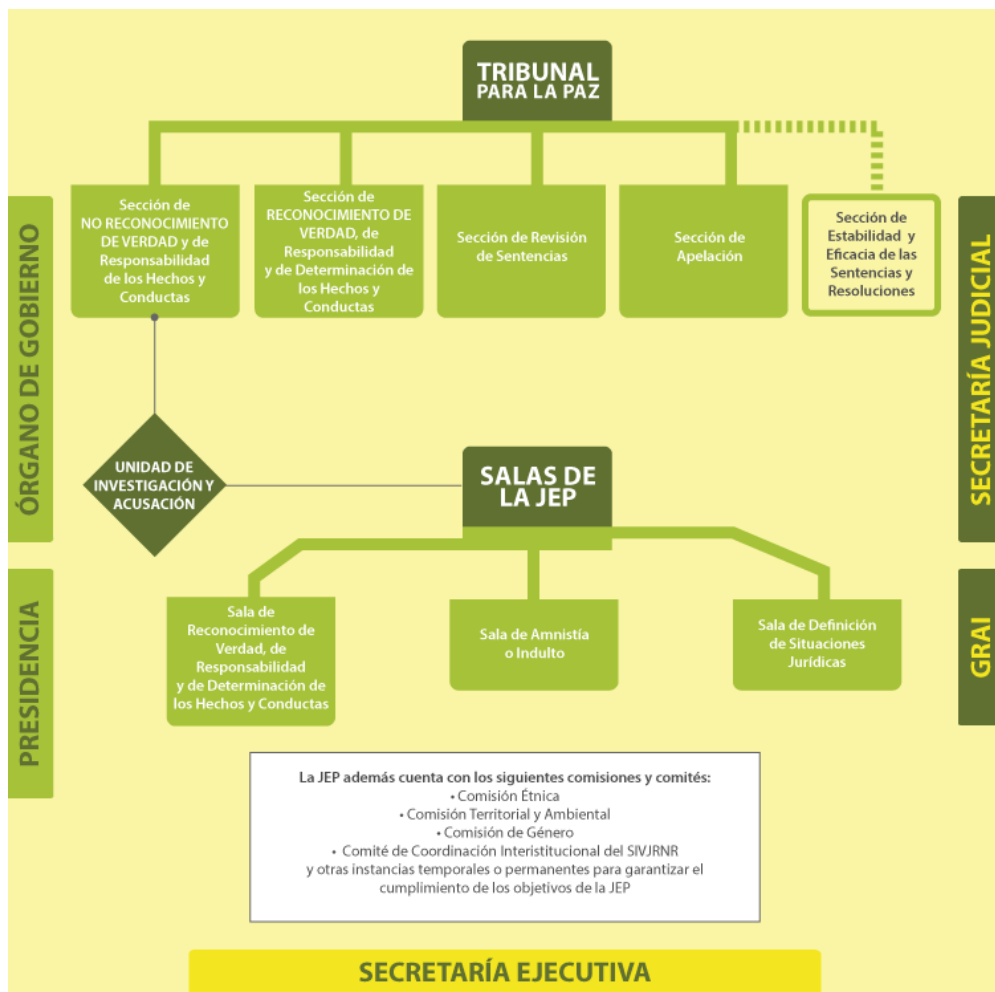 TRIBUNAL
PARA LA PAZ
Sección de
NO RECONOCIMIENTO
DE VERDAD y de
Responsabilidad
de los Hechos y
Conductas
Sección de
RECONOCIMIENTO DE
VERDAD, de
Responsabilidad
y de Determinación de
los Hechos y
Conductas
Sección de Revisión
de Sentencias
Sección de
Apelación
Sección de
Estabilidad y
Eficacia de las
Sentencias y
Resoluciones
ÓRGANO DE GOBIERNO
SECRETARÍA JUDICIAL
UNIDAD DE
INVESTIGACIÓN Y
ACUSACIÓN
SALAS DE
LA JEP
PRESIDENCIA
GRAI
Sala de
Reconocimiento de
Verdad, de
Responsabilidad
y de Determinación de
los Hechos y Conductas
Sala de Amnistía
o Indulto
Sala de Definición
de Situaciones
Jurídicas
La JEP además cuenta con los siguientes comisiones y comités:
• Comisión Étnica
• Comisión Territorial y Ambiental
• Comisión de Género
• Comité de Coordinación Interistitucional del SIVJRNR
y otras instancias temporales o permanentes para garantizar el
cumplimiento de los objetivos de la JEP
SECRETARÍA EJECUTIVA